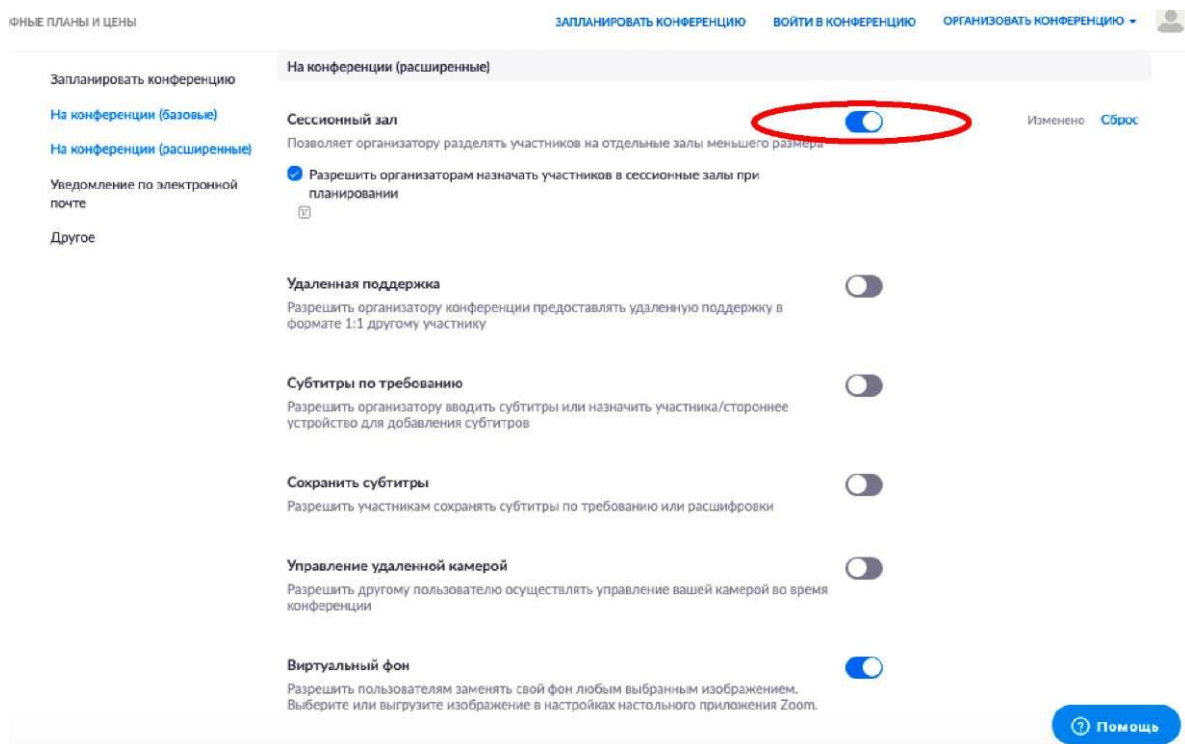 ФНЫЕ ПЛАНЫ И ЦЕНЫ
ЗАПЛАНИРОВАТЬ КОНФЕРЕНЦИЮ
ВОЙТИ В КОНФЕРЕНЦИЮ
ОРГАНИЗОВАТЬ КОНФЕРЕНЦИЮ
Запланировать конференцию
На конференции (базовые)
На конференции (расширенные)
Уведомление по электронной
почте
Другое
На конференции (расширенные)
Сессионный зал
Изменено Сброс
Позволяет организатору разделять участников на отдельные залы меньшего размера
Разрешить организаторам назначать участников в сессионные залы при
планировании
Удаленная поддержка
Разрешить организатору конференции предоставлять удаленную поддержку в
формате 1:1 другому участнику
Субтитры по требованию
Разрешить организатору вводить субтитры или назначить участника/стороннее
устройство для добавления субтитров
Сохранить субтитры
Разрешить участникам сохранять субтитры по требованию или расшифровки
Управление удаленной камерой
Разрешить другому пользователю осуществлять управление вашей камерой во время
конференции
Виртуальный фон
Разрешить пользователям заменять свой фон любым выбранным изображением.
Выберите или выгрузите изображение в настройках настольного приложения Zoom.
Помощь